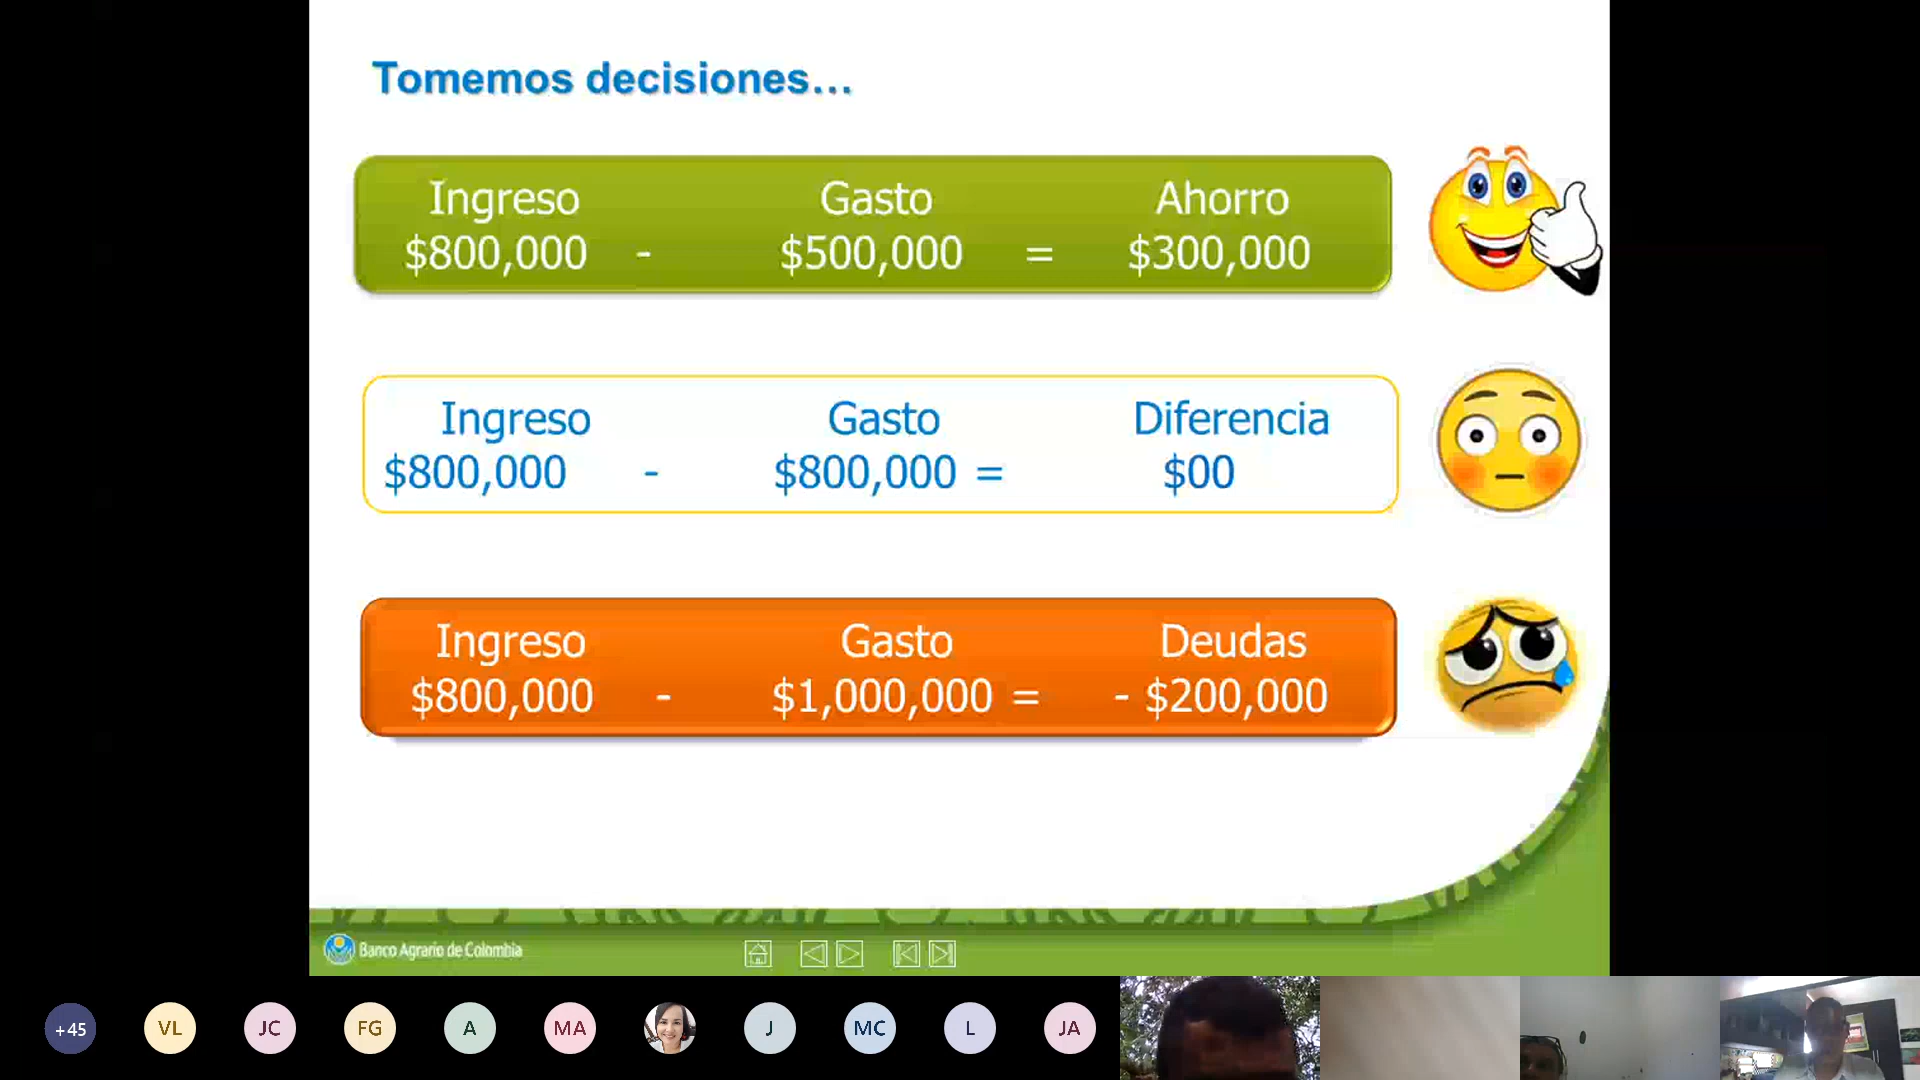 Tomemos decisiones...
Ingreso Gasto Ahorro
$800,000 - $500,000 = $300,000
Ingreso Gasto Diferencia
$800,000 - $800,000 = $00
Ingreso Gasto Deudas
$800,000 - $1,000,000 = - $200,000
Banco Agrario de Colombia
+45 VL JC FG A MA J MC L JA